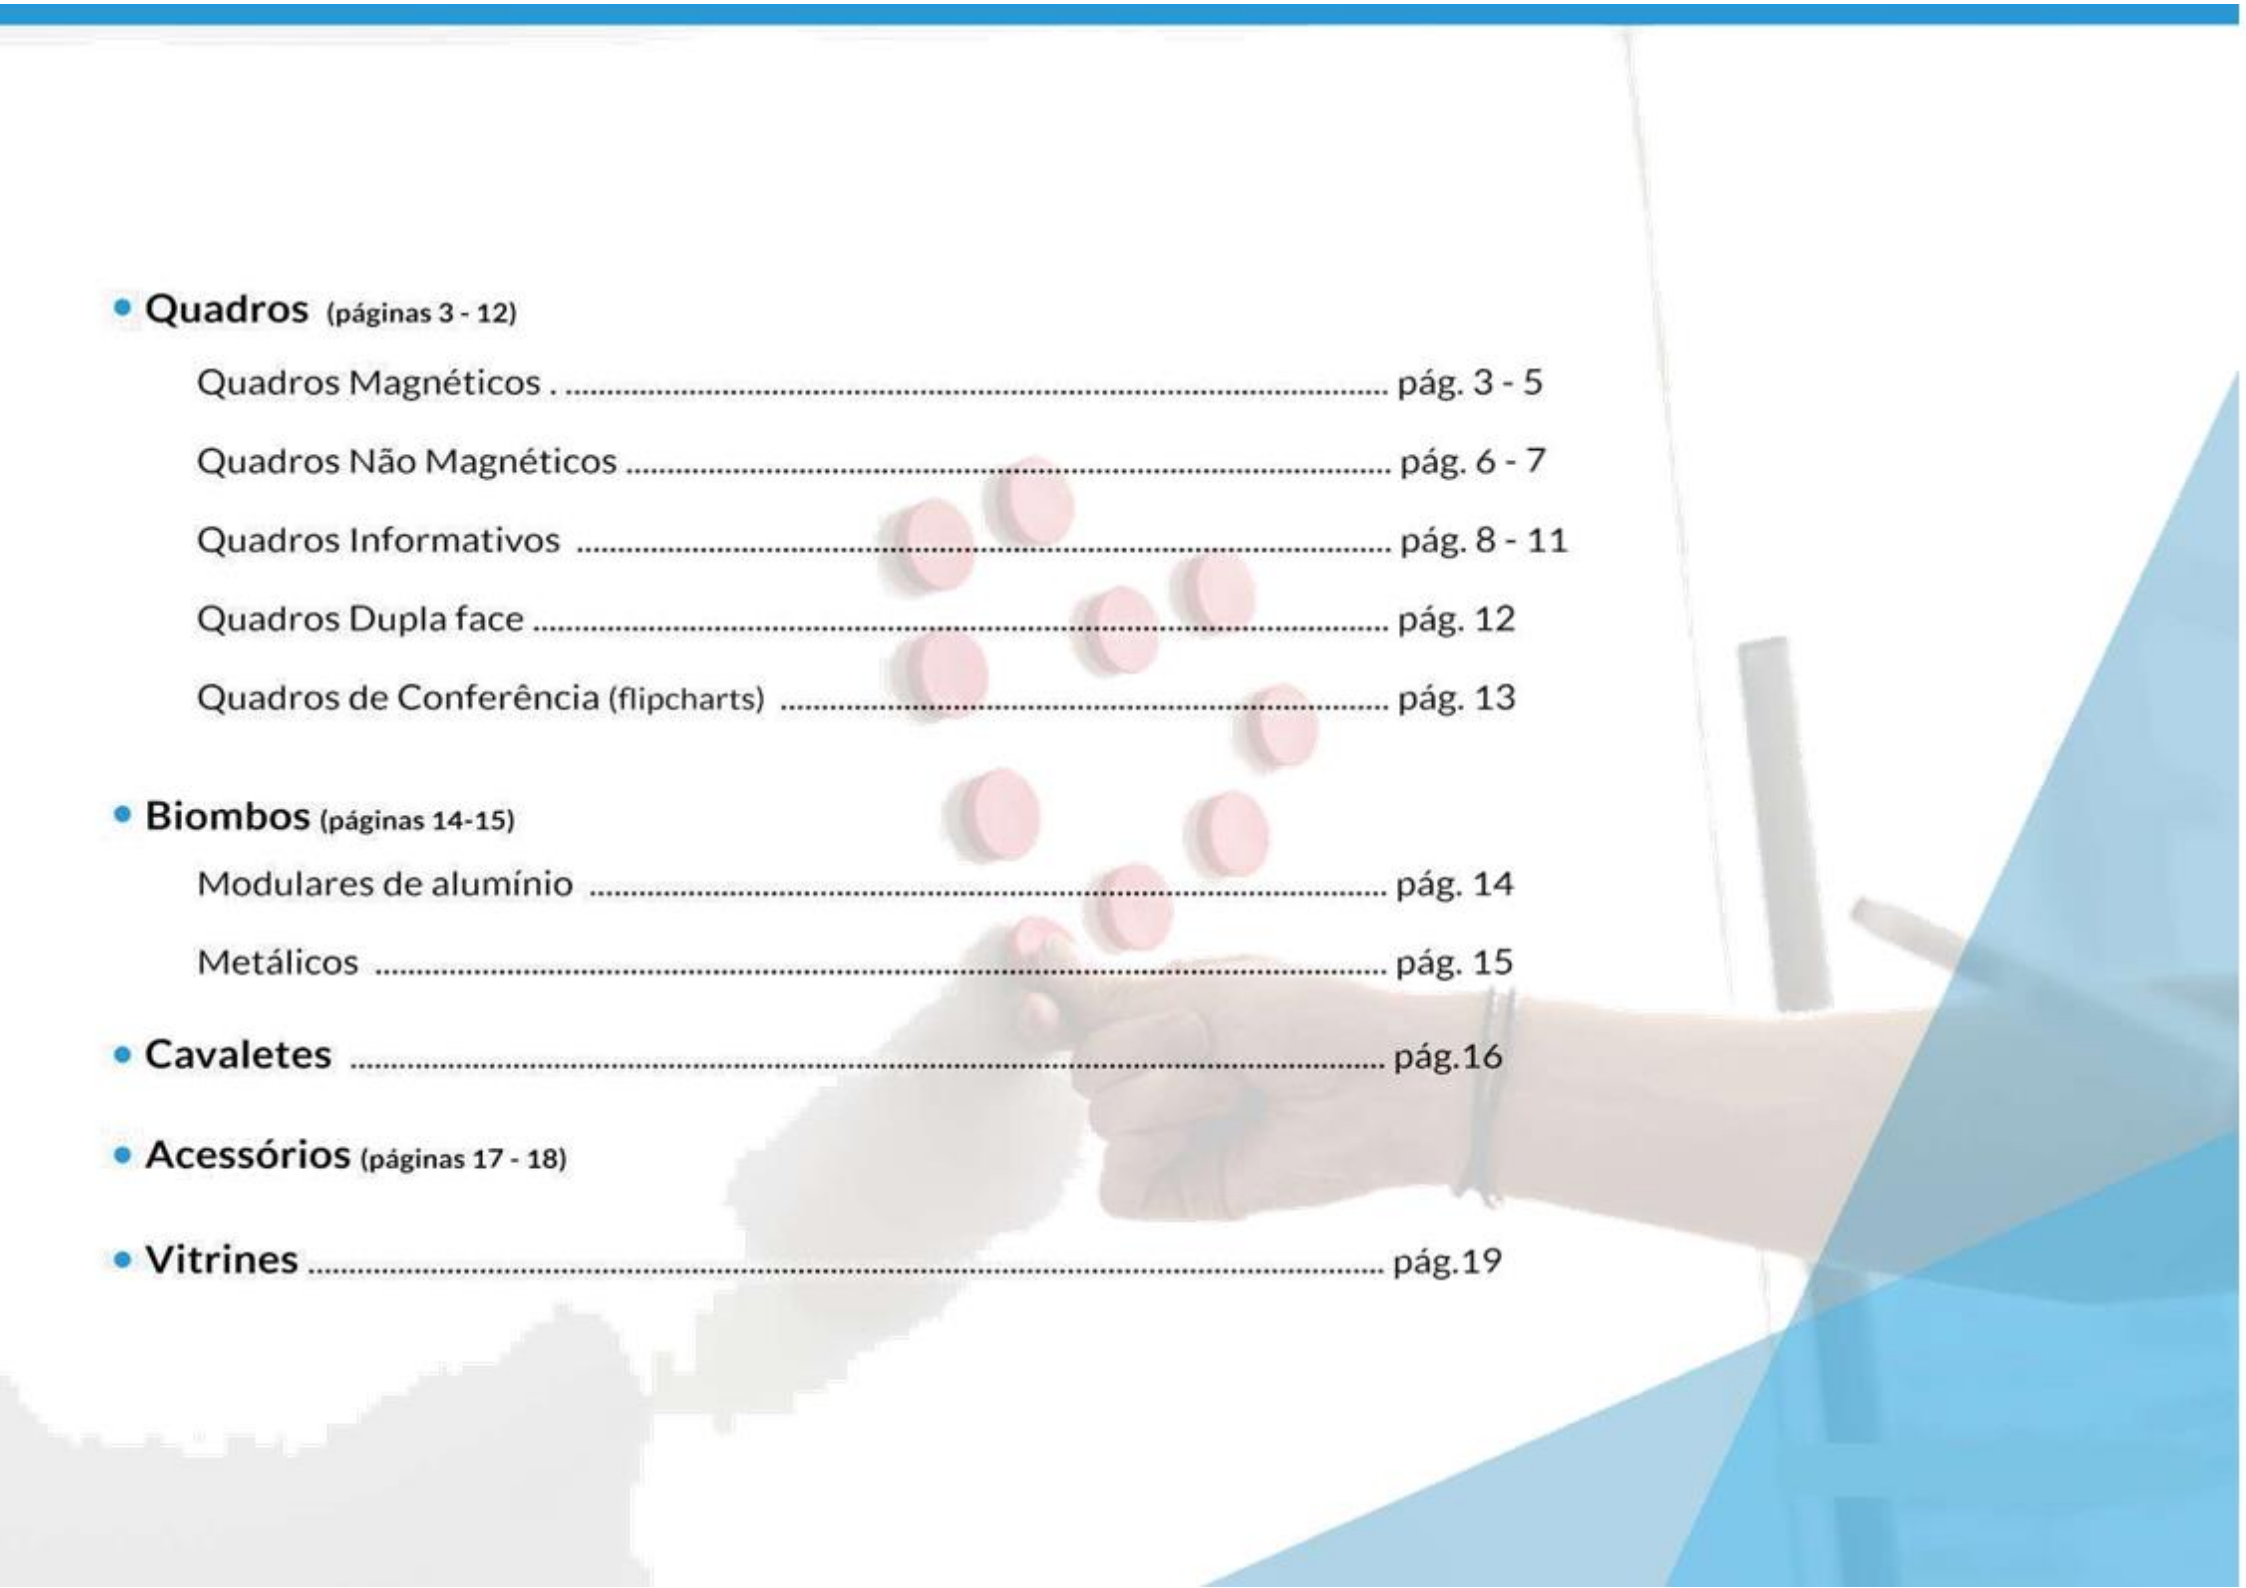 • Quadros (páginas 3 - 12)
Quadros Magnéticos . .................................................... pág. 3 - 5
Quadros Não Magnéticos .................................................... pág. 6 - 7
Quadros Informativos .................................................... pág. 8 - 11
Quadros Dupla face .................................................... pág. 12
Quadros de Conferência (flipcharts) .................................................... pág. 13
• Biombos (páginas 14-15)
Modulares de alumínio .................................................... pág. 14
Metálicos .................................................... pág. 15
• Cavaletes .................................................... pág.16
• Acessórios (páginas 17 - 18)
• Vitrines .................................................... pág.19